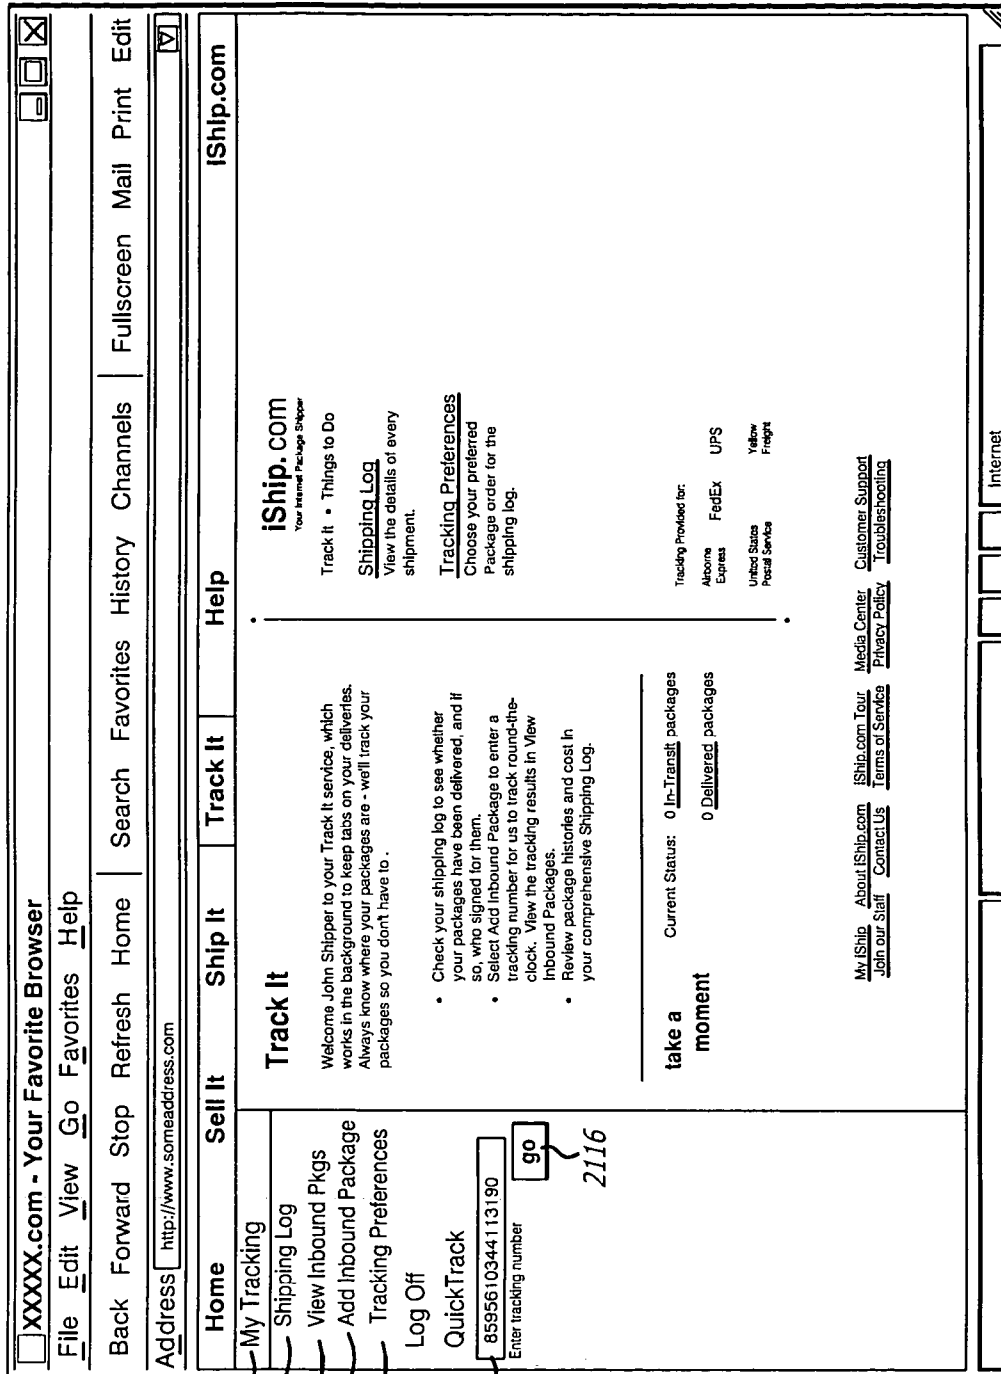 XXXXX.com - Your Favorite Browser
File Edit View Go Favorites Help
Back Forward Stop Refresh Home Search Favorites History Channels Fullscreen Mail Print Edit
Address http://www.someaddress.com
Home Sell It Ship It Track It Help iShip.com
My Tracking
Shipping Log
View Inbound Pkgs
Add Inbound Package
Tracking Preferences
Log Off
QuickTrack
85956103441 13190
Enter tracking number
go
2116
Track It
Welcome John Shipper to your Track It service, which
works in the background to keep tabs on your deliveries.
Always know where your packages are - we'll track your
packages so you don't have to .
• Check your shipping log to see whether
your packages have been delivered, and if
so, who signed for them.
• Select Add Inbound Package to enter a
tracking number for us to track round-the-
clock. View the tracking results in View
Inbound Packages.
• Review package histories and cost in
your comprehensive Shipping Log.
take a
moment
Current Status: 0 In-Transit packages
0 Delivered packages
iShip.com
Your Internet Package Shipper
Track It • Things to Do
Shipping Log
View the details of every
shipment.
Tracking Preferences
Choose your preferred
Package order for the
shipping log.
Tracking Provided for:
Airborne
Express
FedEx
UPS
United States
Postal Service
Yellow
Freight
My iShip About iShip.com iShip.com Tour Media Center Customer Support
Join our Staff Contact Us Terms of Service Privacy Policy Troubleshooting
Internet